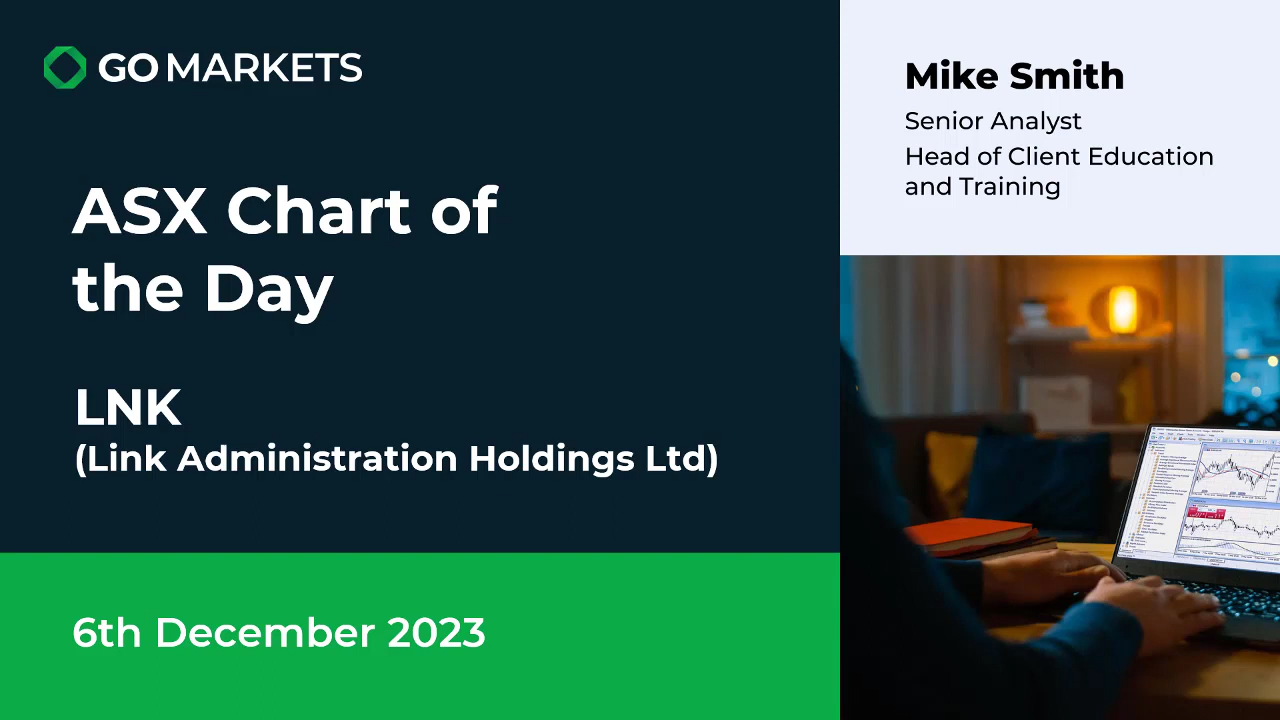 GO MARKETS
ASX Chart of
the Day
LNK
(Link Administration Holdings Ltd)
6th December 2023
Mike Smith
Senior Analyst
Head of Client Education
and Training